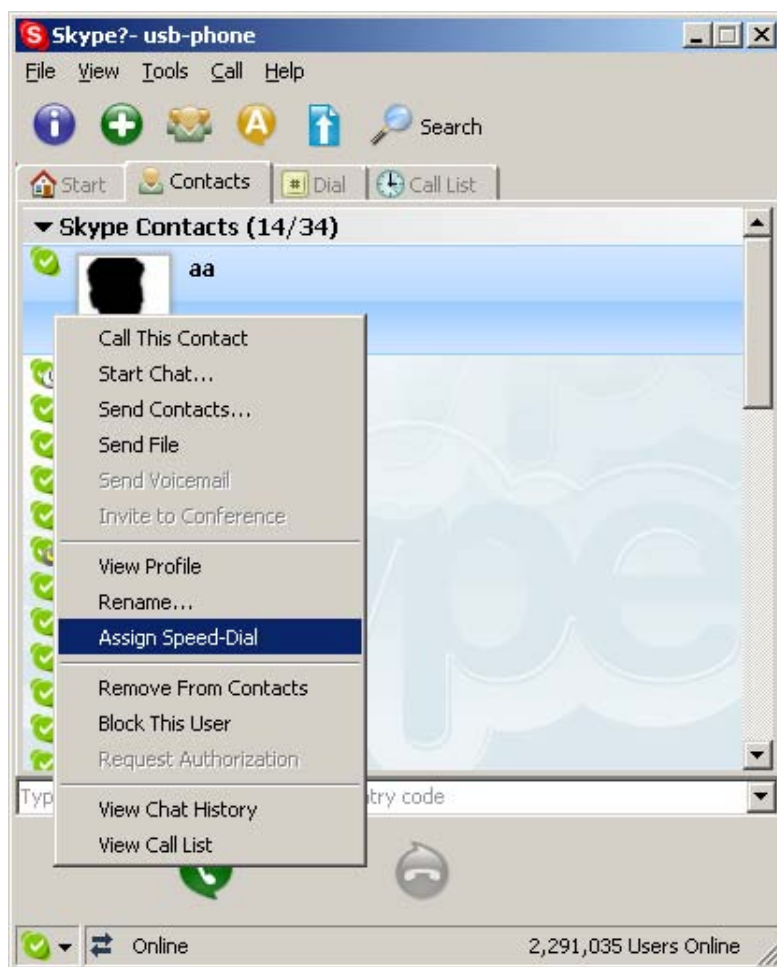 Skype?- usb-phone
File View Tools Call Help
Search
Start Contacts # Dial Call List
Skype Contacts (14/34)
aa
Call This Contact
Start Chat...
Send Contacts...
Send File
Send Voicemail
Invite to Conference
View Profile
Rename...
Assign Speed-Dial
Remove From Contacts
Block This User
Request Authorization
View Chat History
View Call List
code
Online 2,291,035 Users Online